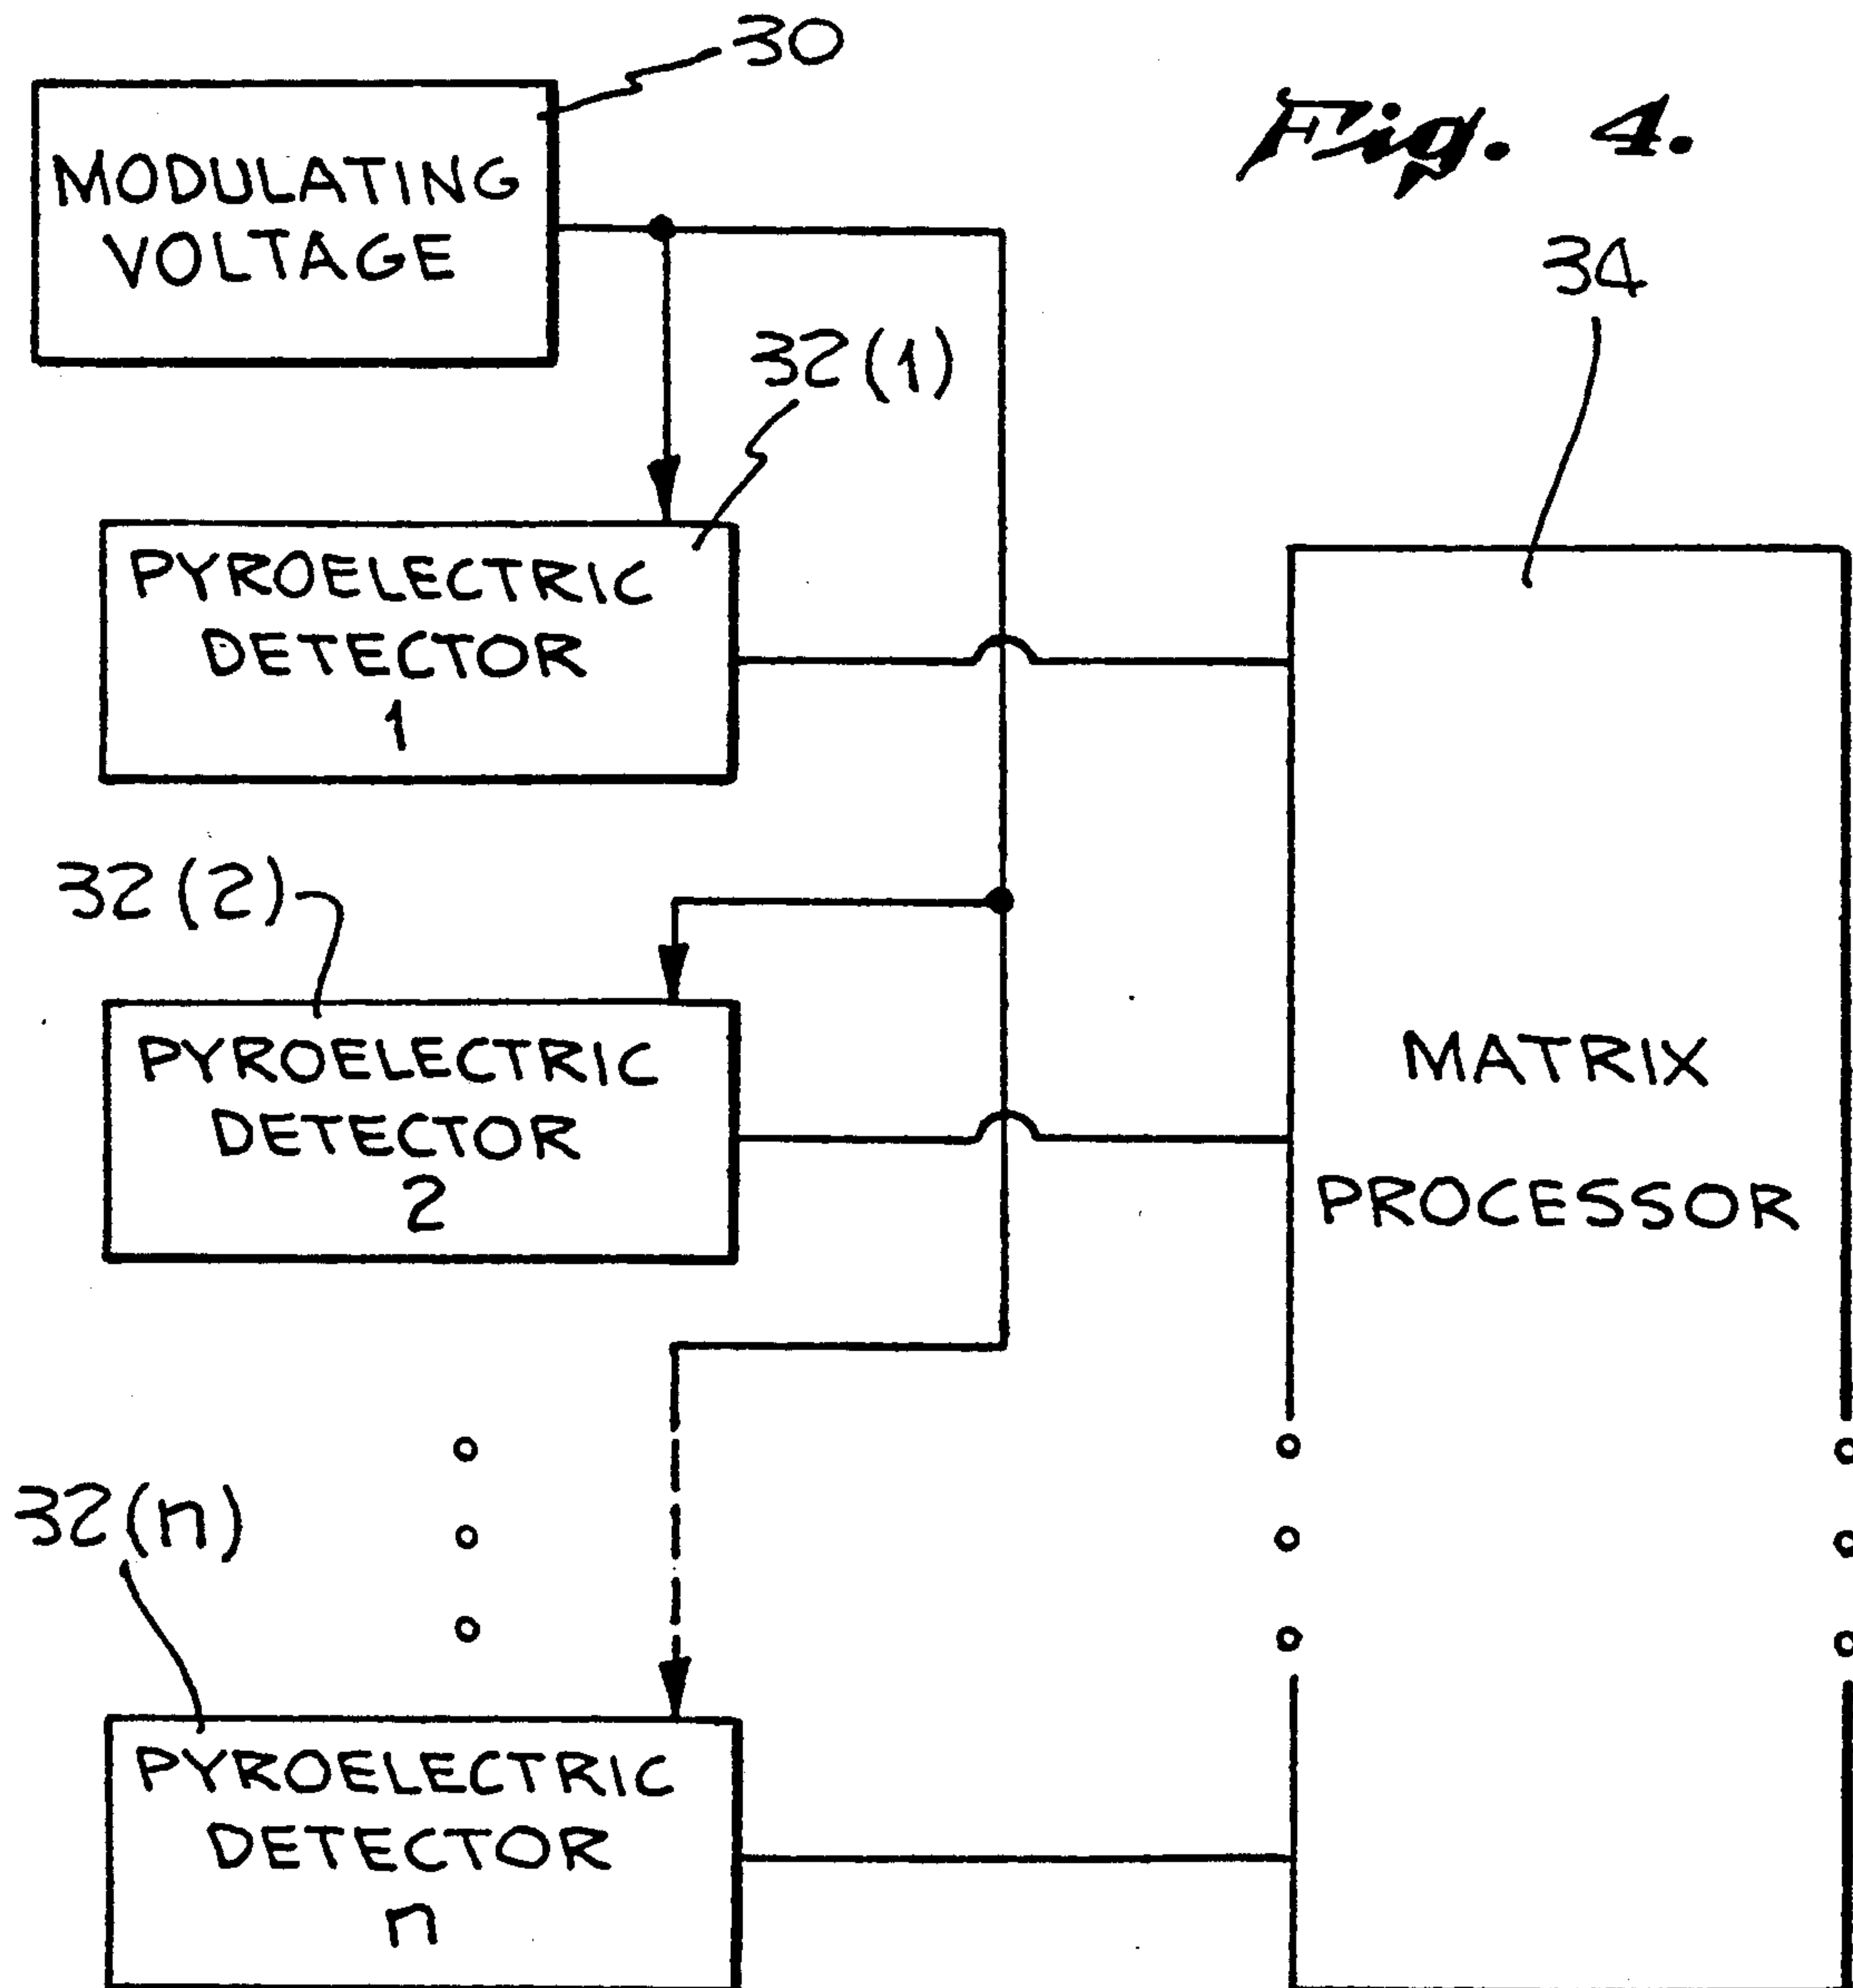 30
Fig. 4.
MODULATING
VOLTAGE
34
32(1)
PYROELECTRIC
DETECTOR
1
32(2)
PYROELECTRIC
DETECTOR
2
MATRIX
PROCESSOR
32(n)
PYROELECTRIC
DETECTOR
n